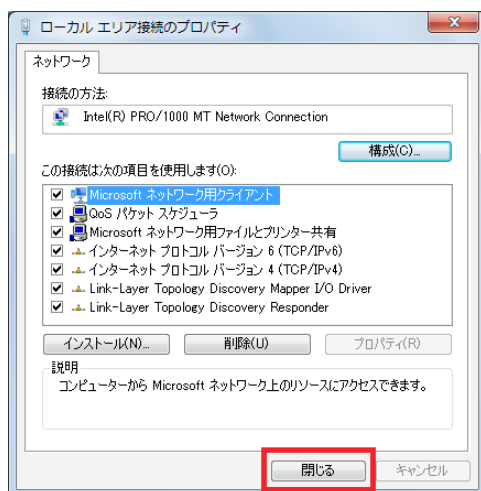 ローカル エリア接続のプロパティ
ネットワーク
接続の方法:
Intel(R) PRO/1000 MT Network Connection
構成(C)...
この接続は次の項目を使用します(O):
Microsoft ネットワーク用クライアント
QoS パケット スケジューラ
Microsoft ネットワーク用ファイルとプリンター共有
インターネット プロトコル バージョン 6 (TCP/IPv6)
インターネット プロトコル バージョン 4 (TCP/IPv4)
Link-Layer Topology Discovery Mapper I/O Driver
Link-Layer Topology Discovery Responder
インストール(N)... 削除(U) プロパティ(R)
説明
コンピューターから Microsoft ネットワーク上のリソースにアクセスできます。
閉じる キャンセル